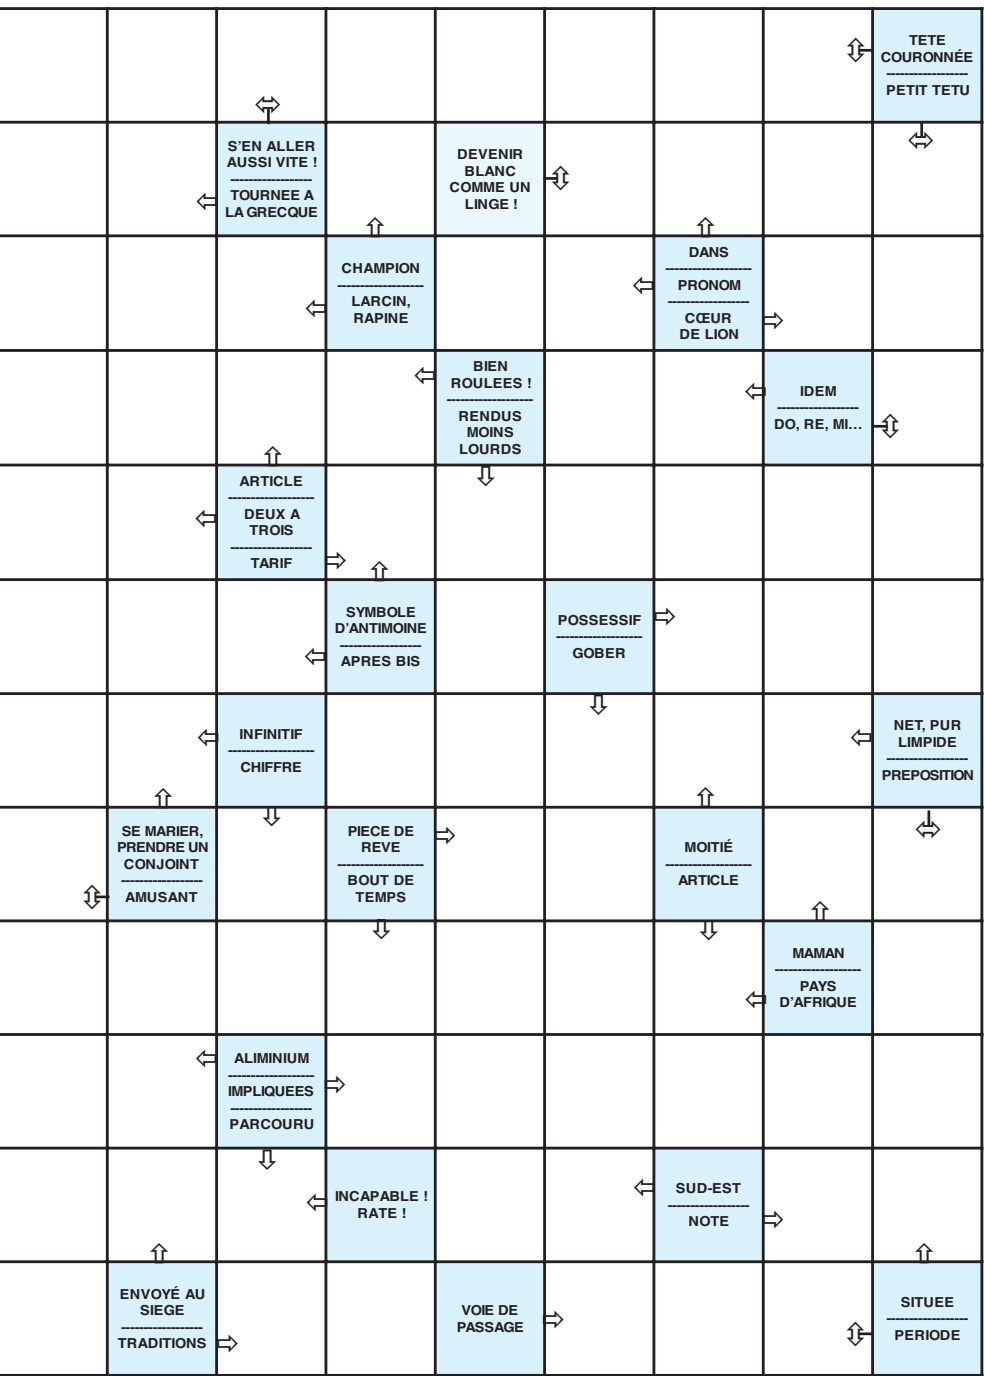 TETE
COURONNÉE
PETIT TETU
S'EN ALLER
AUSSI VITE !
TOURNEE A
LA GRECQUE
DEVENIR
BLANC
COMME UN
LINGE !
CHAMPION
LARCIN,
RAPINE
DANS
PRONOM
CŒUR
DE LION
BIEN
ROULEES !
RENDUS
MOINS
LOURDS
IDEM
DO, RE, MI...
ARTICLE
DEUX A
TROIS
TARIF
SYMBOLE
D'ANTIMOINE
APRES BIS
POSSESSIF
GOBER
INFINITIF
CHIFFRE
NET, PUR
LIMPIDE
PREPOSITION
SE MARIER,
PRENDRE UN
CONJOINT
AMUSANT
PIECE DE
REVE
BOUT DE
TEMPS
MOITIÉ
ARTICLE
MAMAN
PAYS
D'AFRIQUE
ALIMINIUM
IMPLIQUEES
PARCOURU
INCAPABLE !
RATE !
SUD-EST
NOTE
ENVOYÉ AU
SIEGE
TRADITIONS
VOIE DE
PASSAGE
SITUEE
PERIODE